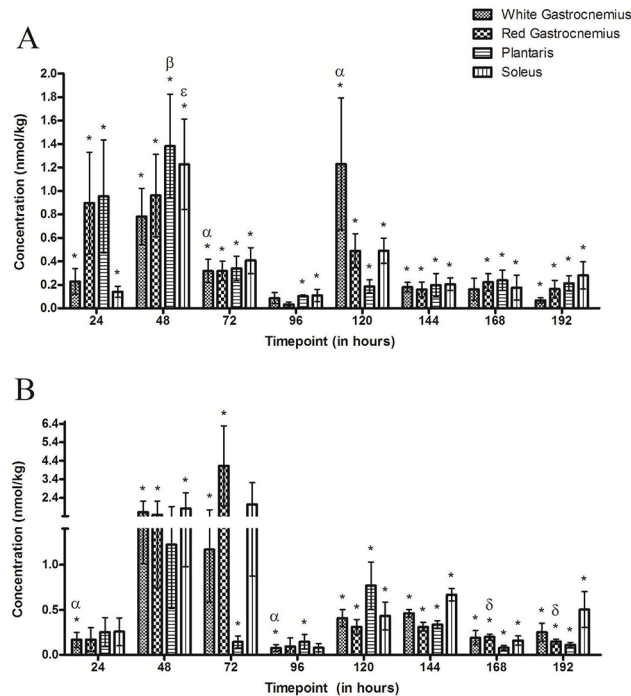 White Gastrocnemius
Red Gastrocnemius
Plantaris
Soleus
A
Concentration (nmol/kg)
2.0
1.8
1.6
1.4
1.2
1.0
0.8
0.6
0.4
0.2
0.0
* * * * * * β * ε * α * * * * * * α * * * * * * * * * * * * * * *
24 48 72 96 120 144 168 192
Timepoint (in hours)
B
Concentration (nmol/kg)
6.4
5.4
4.4
3.4
2.4
1.0
0.5
0.0
α * * * * * * * α * * * * * * * * * * * δ * * * * δ * * *
24 48 72 96 120 144 168 192
Timepoint (in hours)